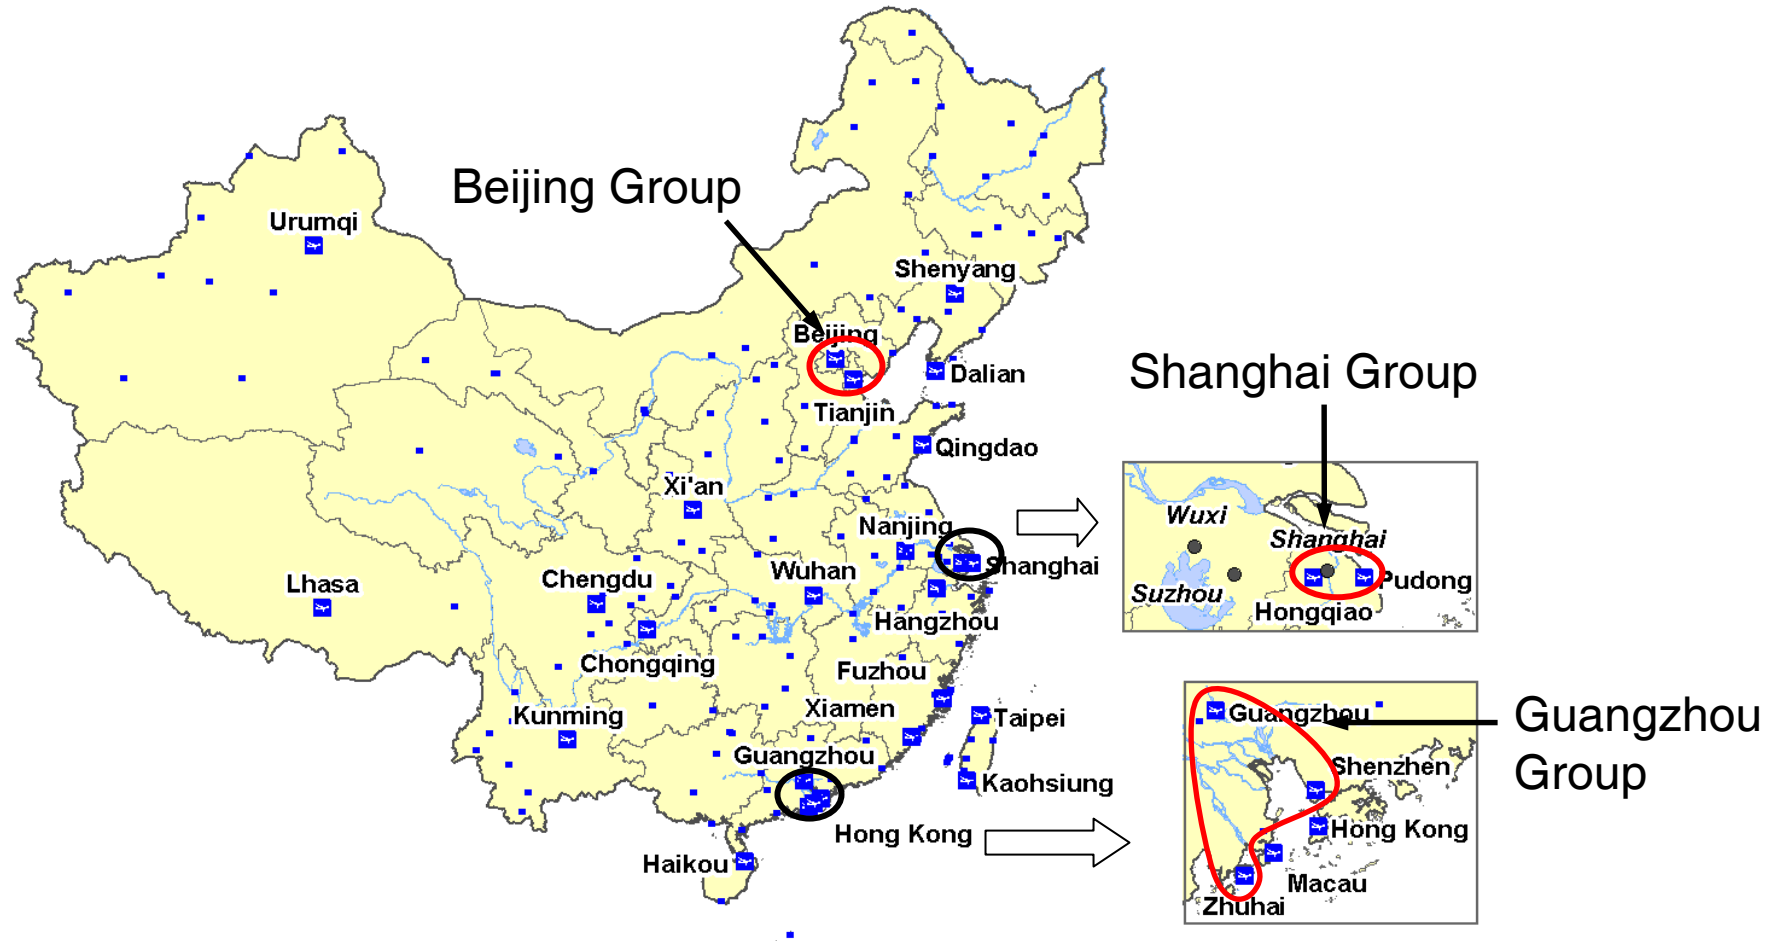 Beijing Group
Urumqi
Shenyang
Beijing
Dalian
Tianjin
Qingdao
Xi'an
Nanjing
Shanghai
Lhasa
Chengdu
Wuhan
Hangzhou
Chongqing
Fuzhou
Kunming
Xiamen
Taipei
Guangzhou
Kaohsiung
Hong Kong
Haikou
Shanghai Group
Wuxi
Shanghai
Suzhou
Pudong
Hongqiao
Guangzhou
Guangzhou
Group
Shenzhen
Hong Kong
Macau
Zhuhai